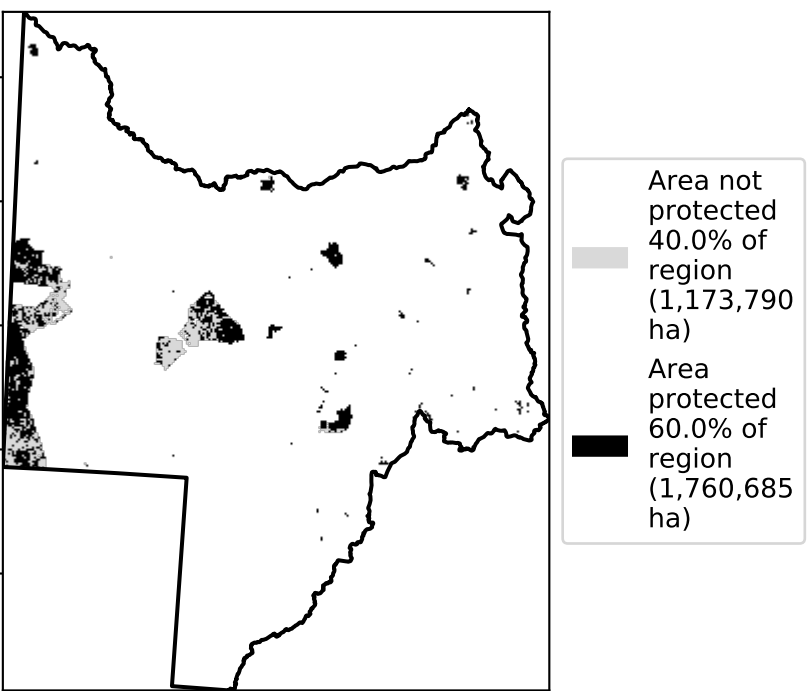 Area not
protected
40.0% of
region
(1,173,790
ha)
Area
protected
60.0% of
region
(1,760,685
ha)